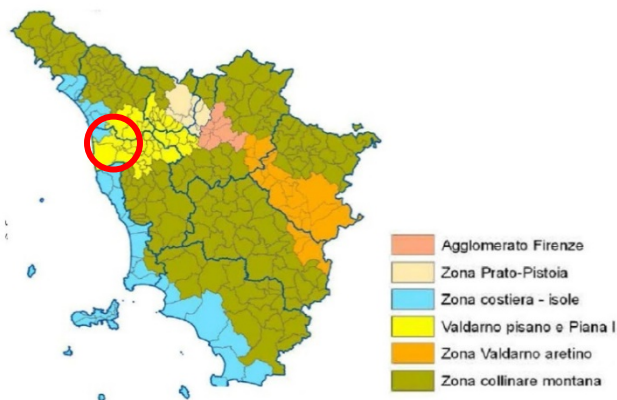 Agglomerato Firenze
Zona Prato-Pistoia
Zona costiera - isole
Valdarno pisano e Piana l
Zona Valdarno aretino
Zona collinare montana